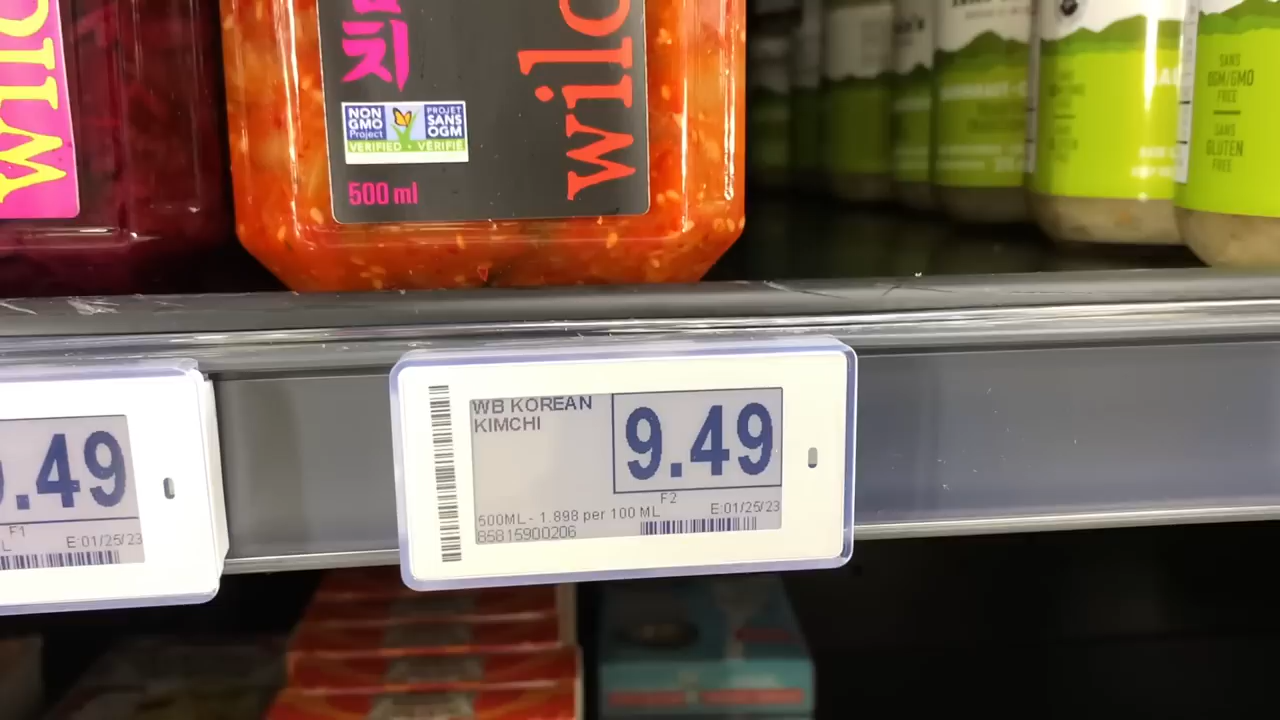 치
wild
NON
GMO
Project
PROJET
SANS
OGM
VERIFIED • VÉRIFIÉ
500 ml
SANS
OGM/GMO
FREE
SANS
GLUTEN
FREE
WB KOREAN
KIMCHI
9.49
F2
500ML - 1.898 per 100 ML
E:01/25/23
85815900206
.49
F1
L
E:01/25/23